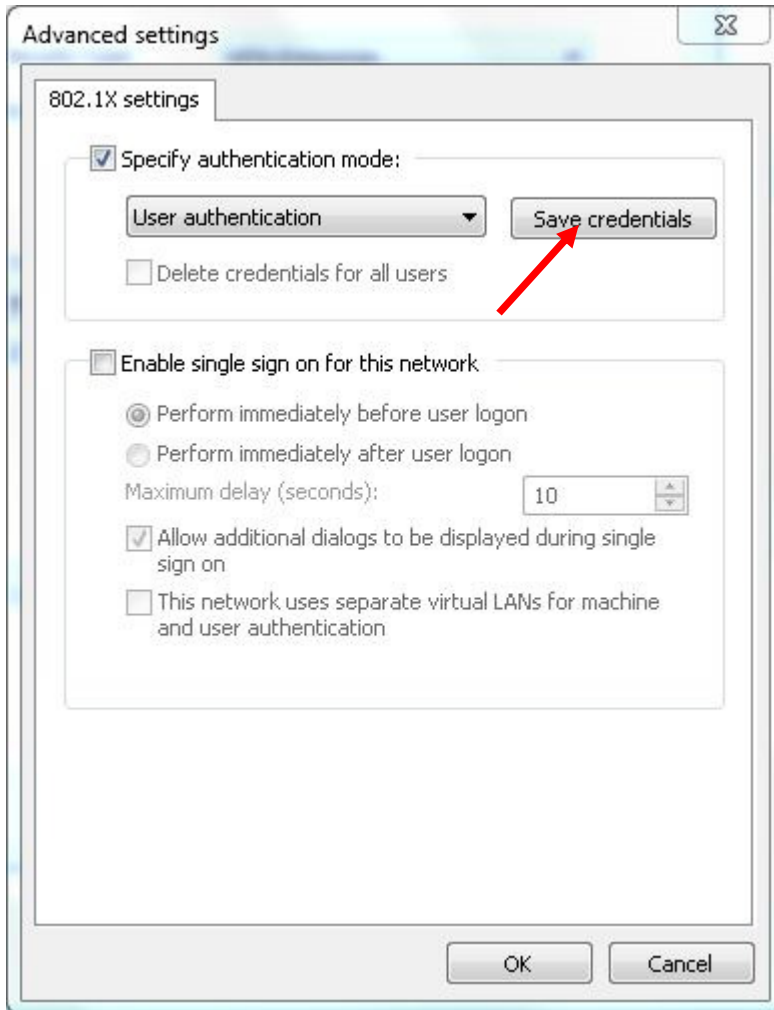 Advanced settings
802.1X settings
Specify authentication mode:
User authentication
Save credentials
Delete credentials for all users
Enable single sign on for this network
Perform immediately before user logon
Perform immediately after user logon
Maximum delay (seconds):
10
Allow additional dialogs to be displayed during single
sign on
This network uses separate virtual LANs for machine
and user authentication
OK
Cancel